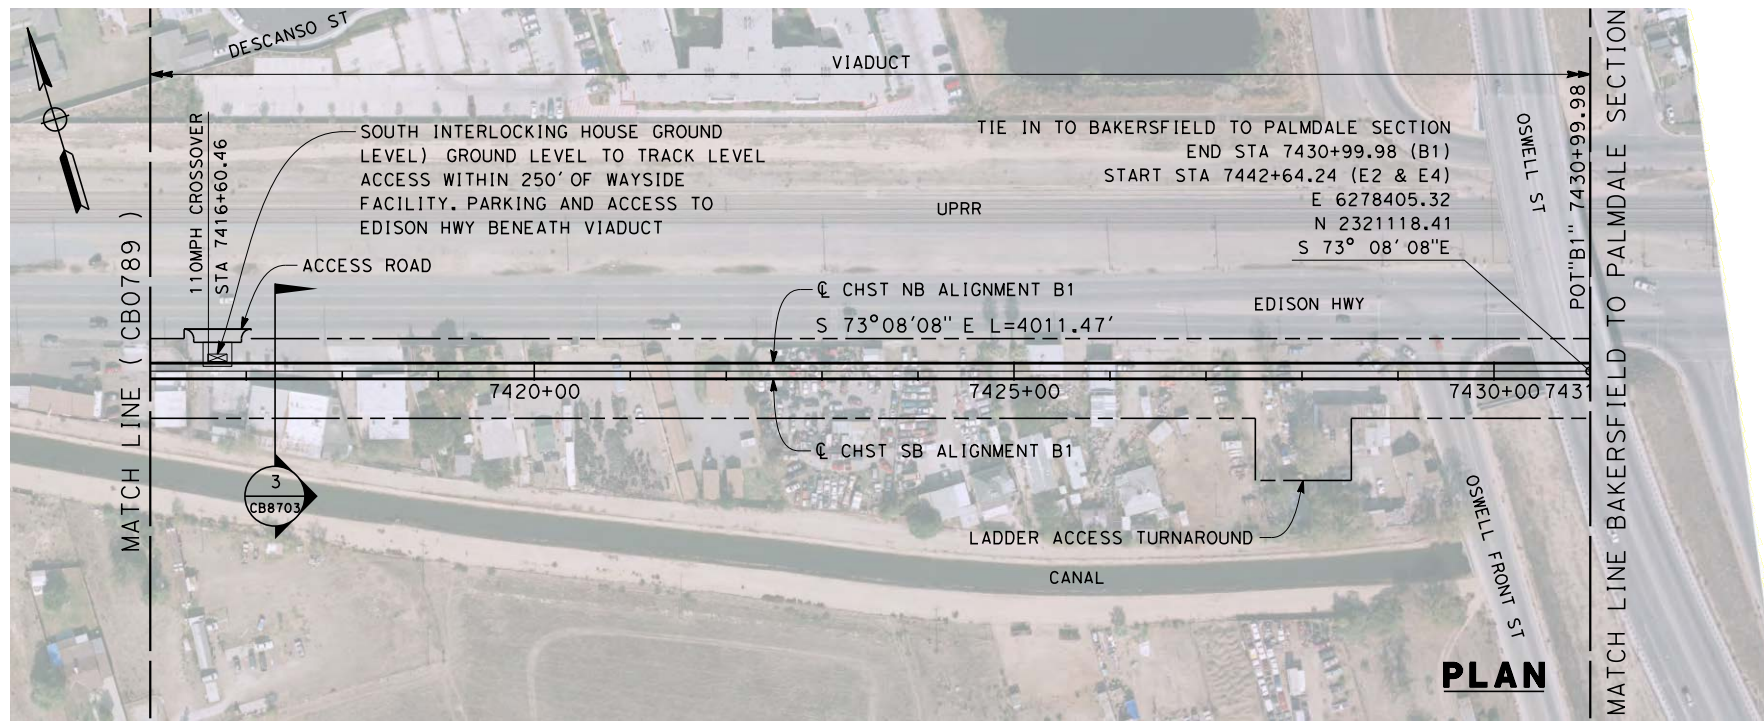 DESCANSO ST
VIADUCT
MATCH LINE ( CB0789 )
110MPH CROSSOVER
STA 7416+60.46
SOUTH INTERLOCKING HOUSE GROUND
LEVEL) GROUND LEVEL TO TRACK LEVEL
ACCESS WITHIN 250' OF WAYSIDE
FACILITY. PARKING AND ACCESS TO
EDISON HWY BENEATH VIADUCT
ACCESS ROAD
UPRR
TIE IN TO BAKERSFIELD TO PALMDALE SECTION
END STA 7430+99.98 (B1)
START STA 7442+64.24 (E2 & E4)
E 6278405.32
N 2321118.41
S 73° 08' 08"E
OSWELL ST
POT"B1" 7430+99.98
MATCH LINE BAKERSFIELD TO PALMDALE SECTION
℄ CHST NB ALIGNMENT B1
S 73°08'08" E L=4011.47'
EDISON HWY
7420+00
7425+00
7430+00
7431
℄ CHST SB ALIGNMENT B1
3
CB8703
LADDER ACCESS TURNAROUND
CANAL
OSWELL FRONT ST
PLAN